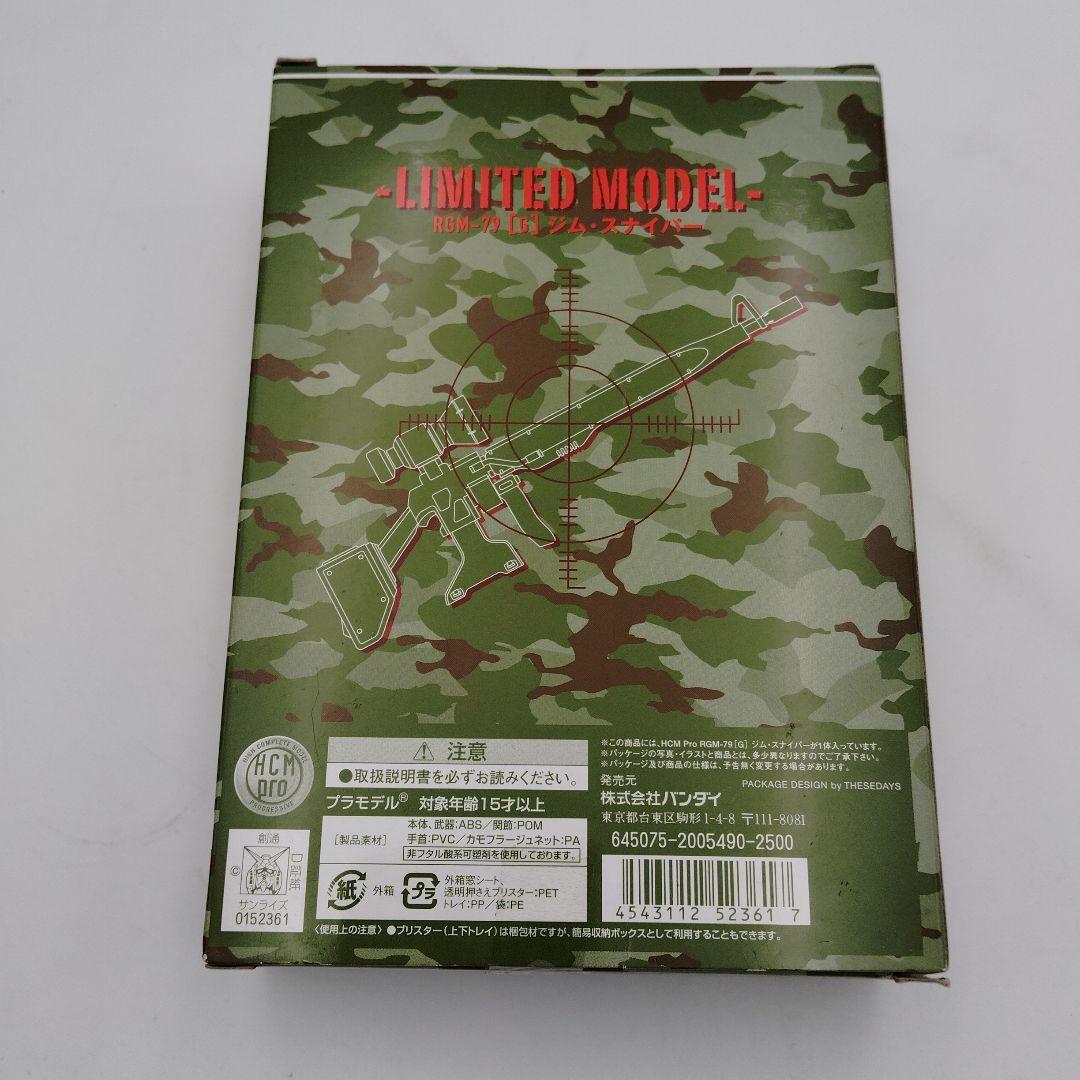 -LIMITED MODEL-
RGM-79 [G] ジム・スナイパー
HIGH COMPLETE MODEL
HCM
pro
PROGRESSIVE
⚠ 注意
●取扱説明書を必ずお読みください。
プラモデル® 対象年齢15才以上
[製品素材]
本体、武器:ABS/関節:POM
手首:PVC/カモフラージュネット:PA
非フタル酸系可塑剤を使用しております。
紙 外箱
プラ
外箱窓シート、
透明押さえブリスター:PET
トレイ:PP/袋:PE
〈使用上の注意〉 ●ブリスター(上下トレイ)は梱包材ですが、簡易収納ボックスとして利用することもできます。
創通
©
サンライズ
0152361
※この商品には、HCM Pro RGM-79[G] ジム・スナイパーが1体入っています。
※パッケージの写真・イラストと商品とは、多少異なりますのでご了承下さい。
※パッケージ及び商品の仕様は、予告無く変更する場合があります。
発売元
PACKAGE DESIGN by THESEDAYS
株式会社バンダイ
東京都台東区駒形1-4-8 〒111-8081
645075-2005490-2500
4543112 523617